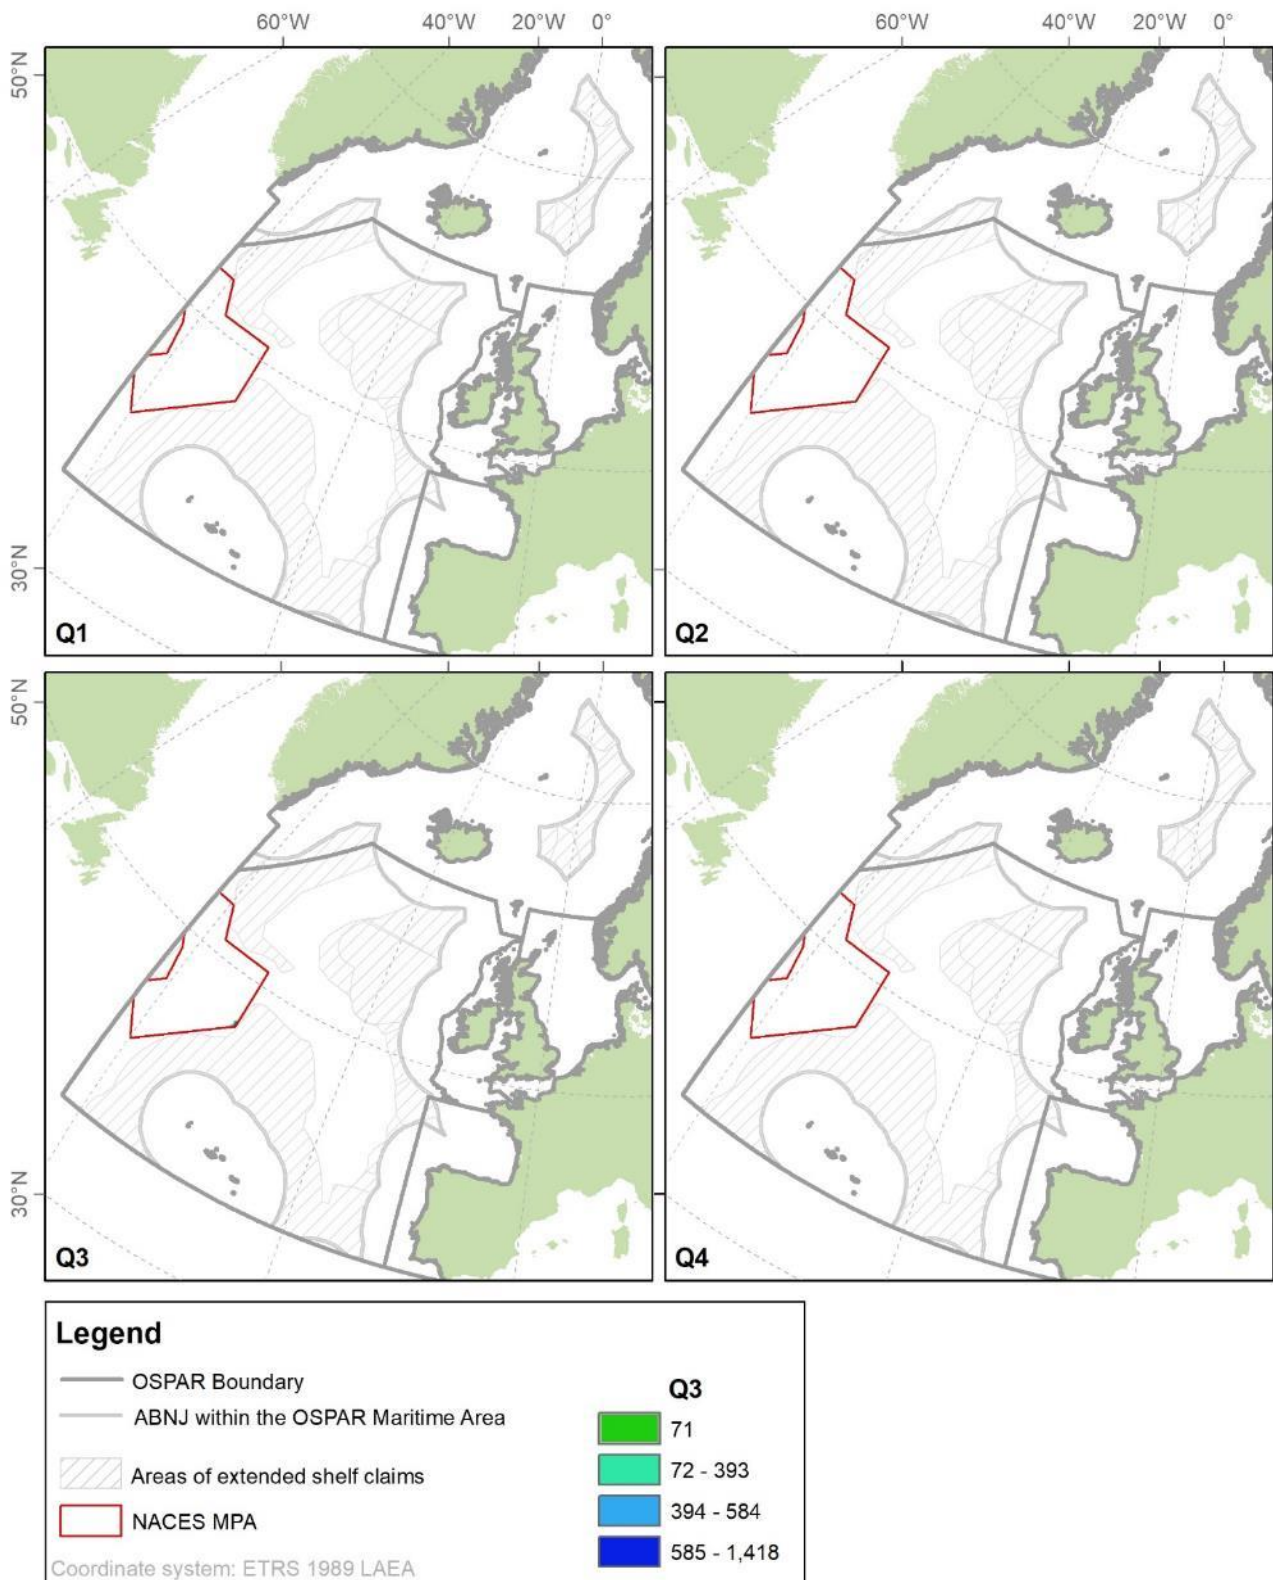 60°W 40°W 20°W 0° 60°W 40°W 20°W 0°
50°N
30°N
Q1 Q2
50°N
30°N
Q3 Q4
Legend
OSPAR Boundary
ABNJ within the OSPAR Maritime Area
Areas of extended shelf claims
NACES MPA
Coordinate system: ETRS 1989 LAEA
Q3
71
72 - 393
394 - 584
585 - 1,418